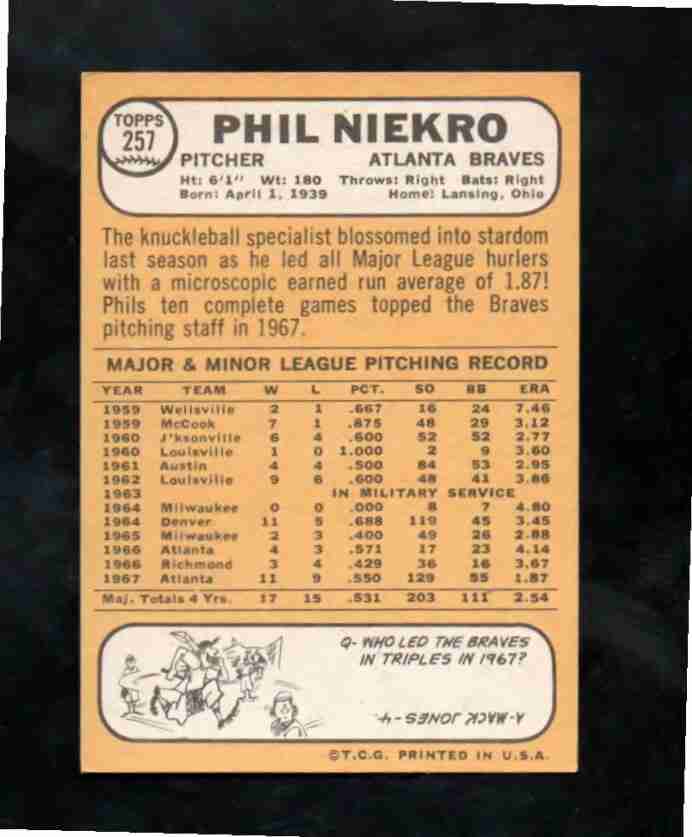 TOPPS
257
PHIL NIEKRO
PITCHER ATLANTA BRAVES
Ht: 6'1" Wt: 180 Throws: Right Bats: Right
Born: April 1, 1939 Home: Lansing, Ohio
The knuckleball specialist blossomed into stardom
last season as he led all Major League hurlers
with a microscopic earned run average of 1.87!
Phils ten complete games topped the Braves
pitching staff in 1967.
MAJOR & MINOR LEAGUE PITCHING RECORD
YEAR TEAM W L PCT. SO BB ERA
1959 Wellsville 2 1 .667 16 24 7.46
1959 McCook 7 1 .875 48 29 3.12
1960 J'ksonville 6 4 .600 52 52 2.77
1960 Louisville 1 0 1.000 2 9 3.60
1961 Austin 4 4 .500 84 53 2.95
1962 Louisville 9 6 .600 48 41 3.86
1963 IN MILITARY SERVICE
1964 Milwaukee 0 0 .000 8 7 4.80
1964 Denver 11 5 .688 119 45 3.45
1965 Milwaukee 2 3 .400 49 26 2.88
1966 Atlanta 4 3 .571 17 23 4.14
1966 Richmond 3 4 .429 36 16 3.67
1967 Atlanta 11 9 .550 129 55 1.87
Maj. Totals 4 Yrs. 17 15 .531 203 111 2.54
Q- WHO LED THE BRAVES
IN TRIPLES IN 1967?
A- MACK JONES - 4.
©T.C.G. PRINTED IN U.S.A.